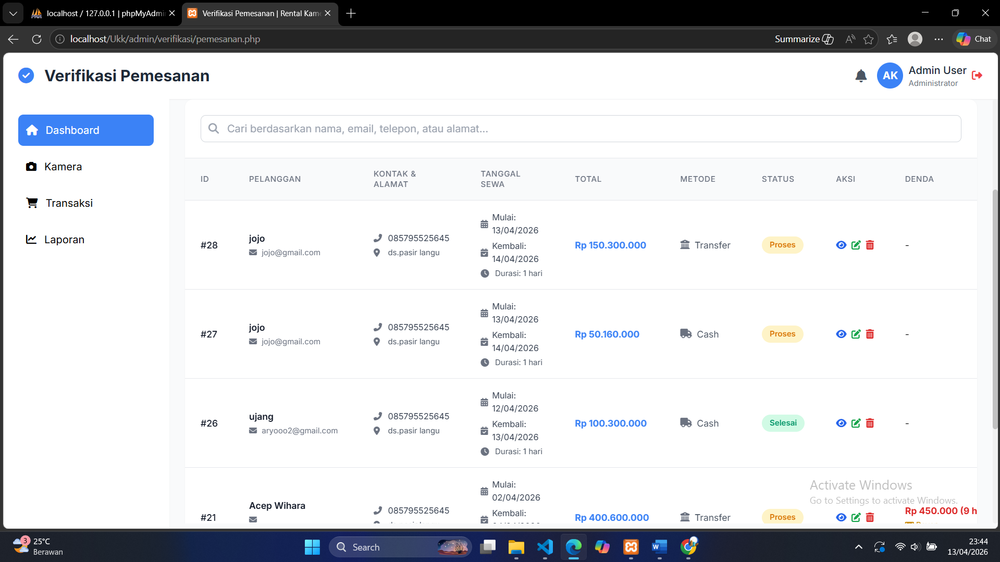 localhost / 127.0.0.1 | phpMyAdmi
Verifikasi Pemesanan | Rental Kame
localhost/Ukk/admin/verifikasi/pemesanan.php
Summarize
Chat
Verifikasi Pemesanan
AK
Admin User
Administrator
Dashboard
Kamera
Transaksi
Laporan
Cari berdasarkan nama, email, telepon, atau alamat...
ID
PELANGGAN
KONTAK &
ALAMAT
TANGGAL
SEWA
TOTAL
METODE
STATUS
AKSI
DENDA
#28
jojo
jojo@gmail.com
085795525645
ds.pasir langu
Mulai:
13/04/2026
Kembali:
14/04/2026
Durasi: 1 hari
Rp 150.300.000
Transfer
Proses
-
#27
jojo
jojo@gmail.com
085795525645
ds.pasir langu
Mulai:
13/04/2026
Kembali:
14/04/2026
Durasi: 1 hari
Rp 50.160.000
Cash
Proses
-
#26
ujang
aryooo2@gmail.com
085795525645
ds.pasir langu
Mulai:
12/04/2026
Kembali:
13/04/2026
Durasi: 1 hari
Rp 100.300.000
Cash
Selesai
-
#21
Acep Wihara
085795525645
Mulai:
02/04/2026
Kembali:
Rp 400.600.000
Transfer
Proses
Rp 450.000 (9 h
Activate Windows
Go to Settings to activate Windows.
3
25°C
Berawan
Search
23:44
13/04/2026